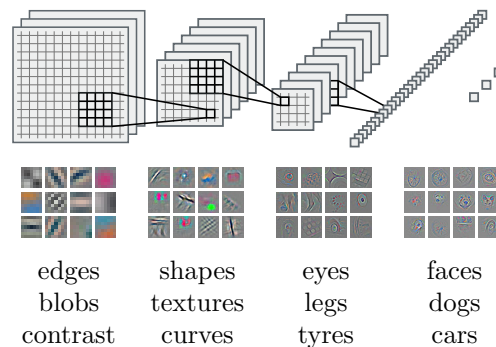 edges
blobs
contrast
shapes
textures
curves
eyes
legs
tyres
faces
dogs
cars